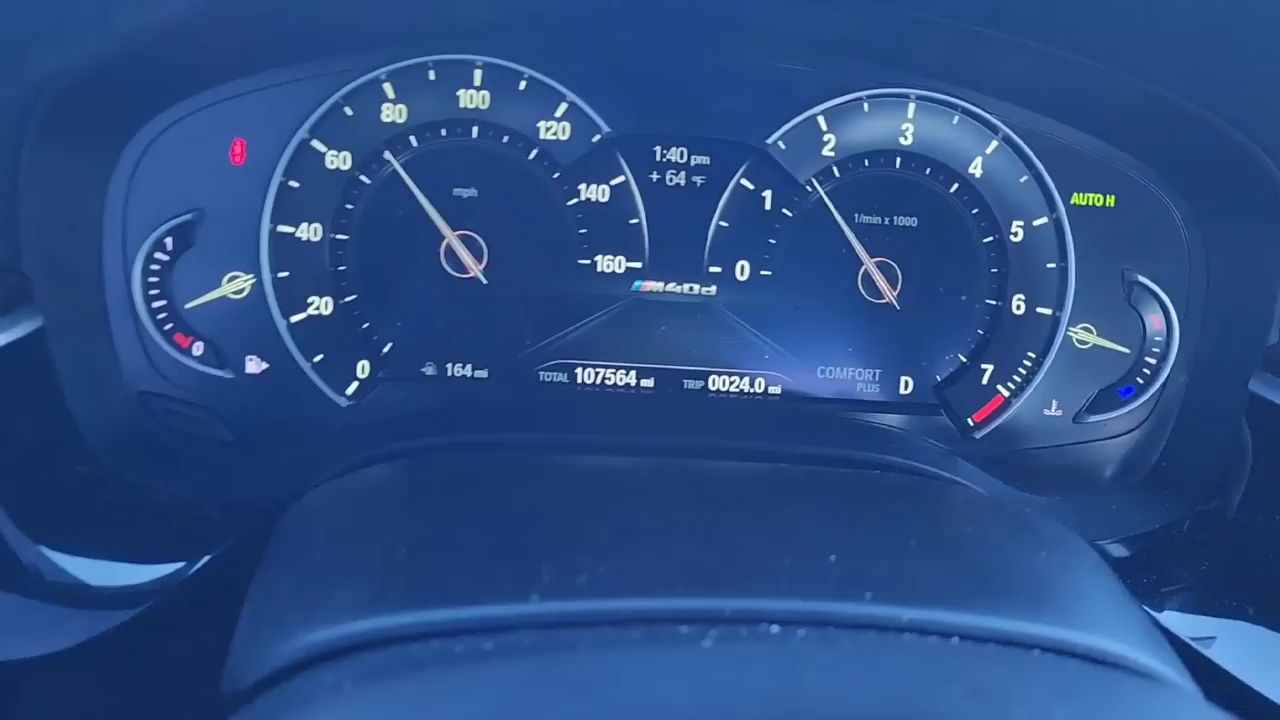 0
20
40
60
80
100
120
140
160
mph
1:40 pm
+ 64 °F
M40d
0
1
2
3
4
5
6
7
1/min x 1000
AUTO H
1
0
164 mi
TOTAL 107564 mi
TRIP 0024.0 mi
COMFORT
PLUS
D